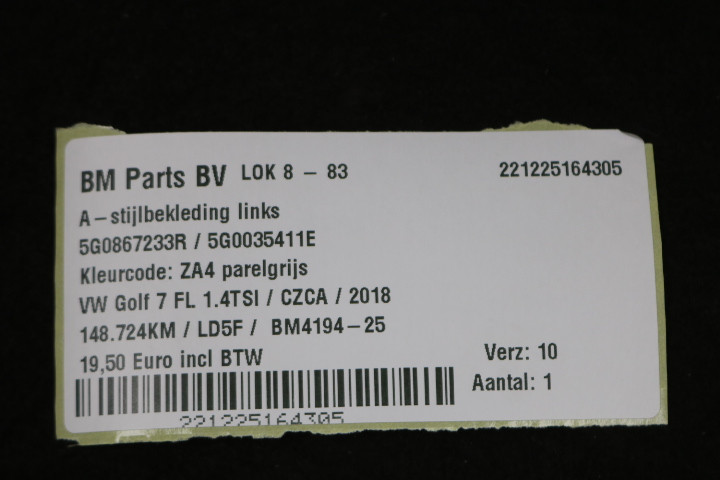 BM Parts BV LOK 8 - 83 221225164305
A-stijlbekleding links
5G0867233R / 5G0035411E
Kleurcode: ZA4 parelgrijs
VW Golf 7 FL 1.4TSI / CZCA / 2018
148.724KM / LD5F / BM4194-25
19,50 Euro incl BTW
Verz: 10
Aantal: 1
221225164305